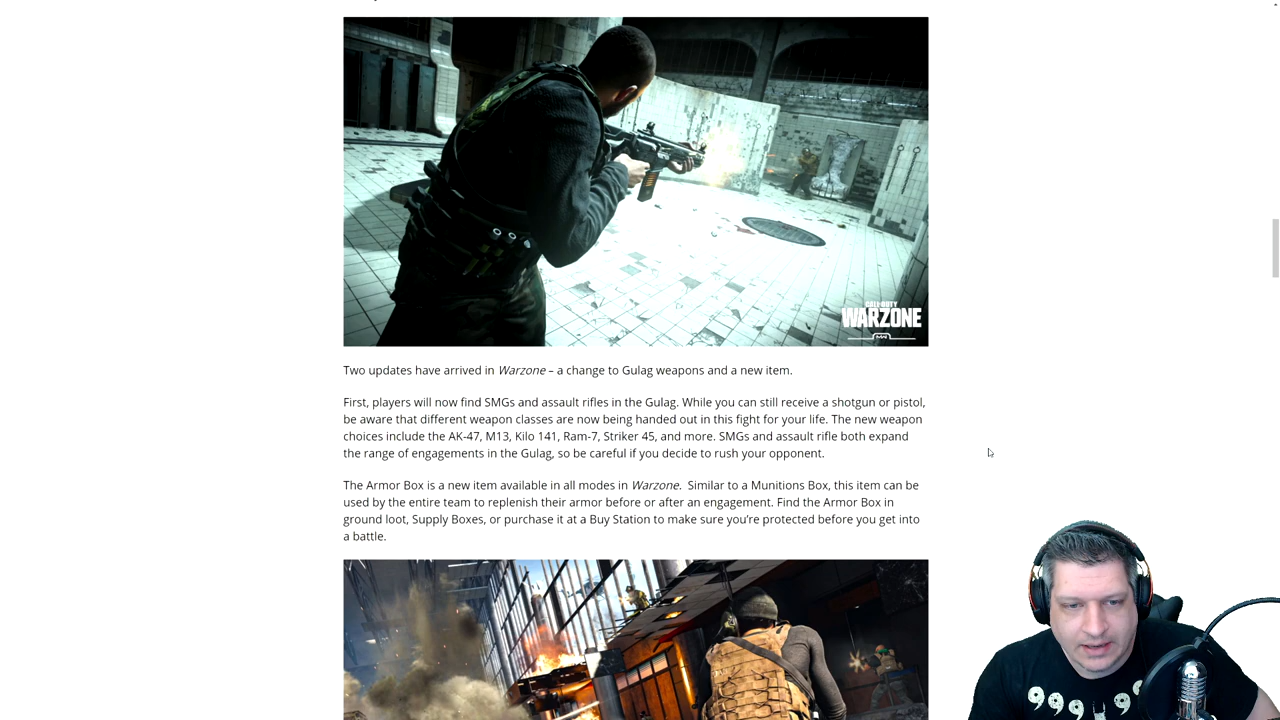 CALL OF DUTY
WARZONE
Two updates have arrived in Warzone – a change to Gulag weapons and a new item.
First, players will now find SMGs and assault rifles in the Gulag. While you can still receive a shotgun or pistol,
be aware that different weapon classes are now being handed out in this fight for your life. The new weapon
choices include the AK-47, M13, Kilo 141, Ram-7, Striker 45, and more. SMGs and assault rifle both expand
the range of engagements in the Gulag, so be careful if you decide to rush your opponent.
The Armor Box is a new item available in all modes in Warzone. Similar to a Munitions Box, this item can be
used by the entire team to replenish their armor before or after an engagement. Find the Armor Box in
ground loot, Supply Boxes, or purchase it at a Buy Station to make sure you’re protected before you get into
a battle.